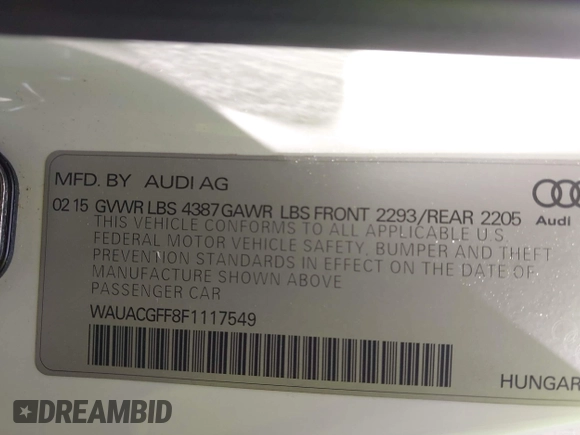 MFD. BY AUDI AG
02 15 GVWR LBS 4387 GAWR LBS FRONT 2293/REAR 2205
Audi
THIS VEHICLE CONFORMS TO ALL APPLICABLE U.S.
FEDERAL MOTOR VEHICLE SAFETY, BUMPER AND THEFT
PREVENTION STANDARDS IN EFFECT ON THE DATE OF
MANUFACTURE SHOWN ABOVE
PASSENGER CAR
WAUACGFF8F1117549
HUNGAR
DREAMBID